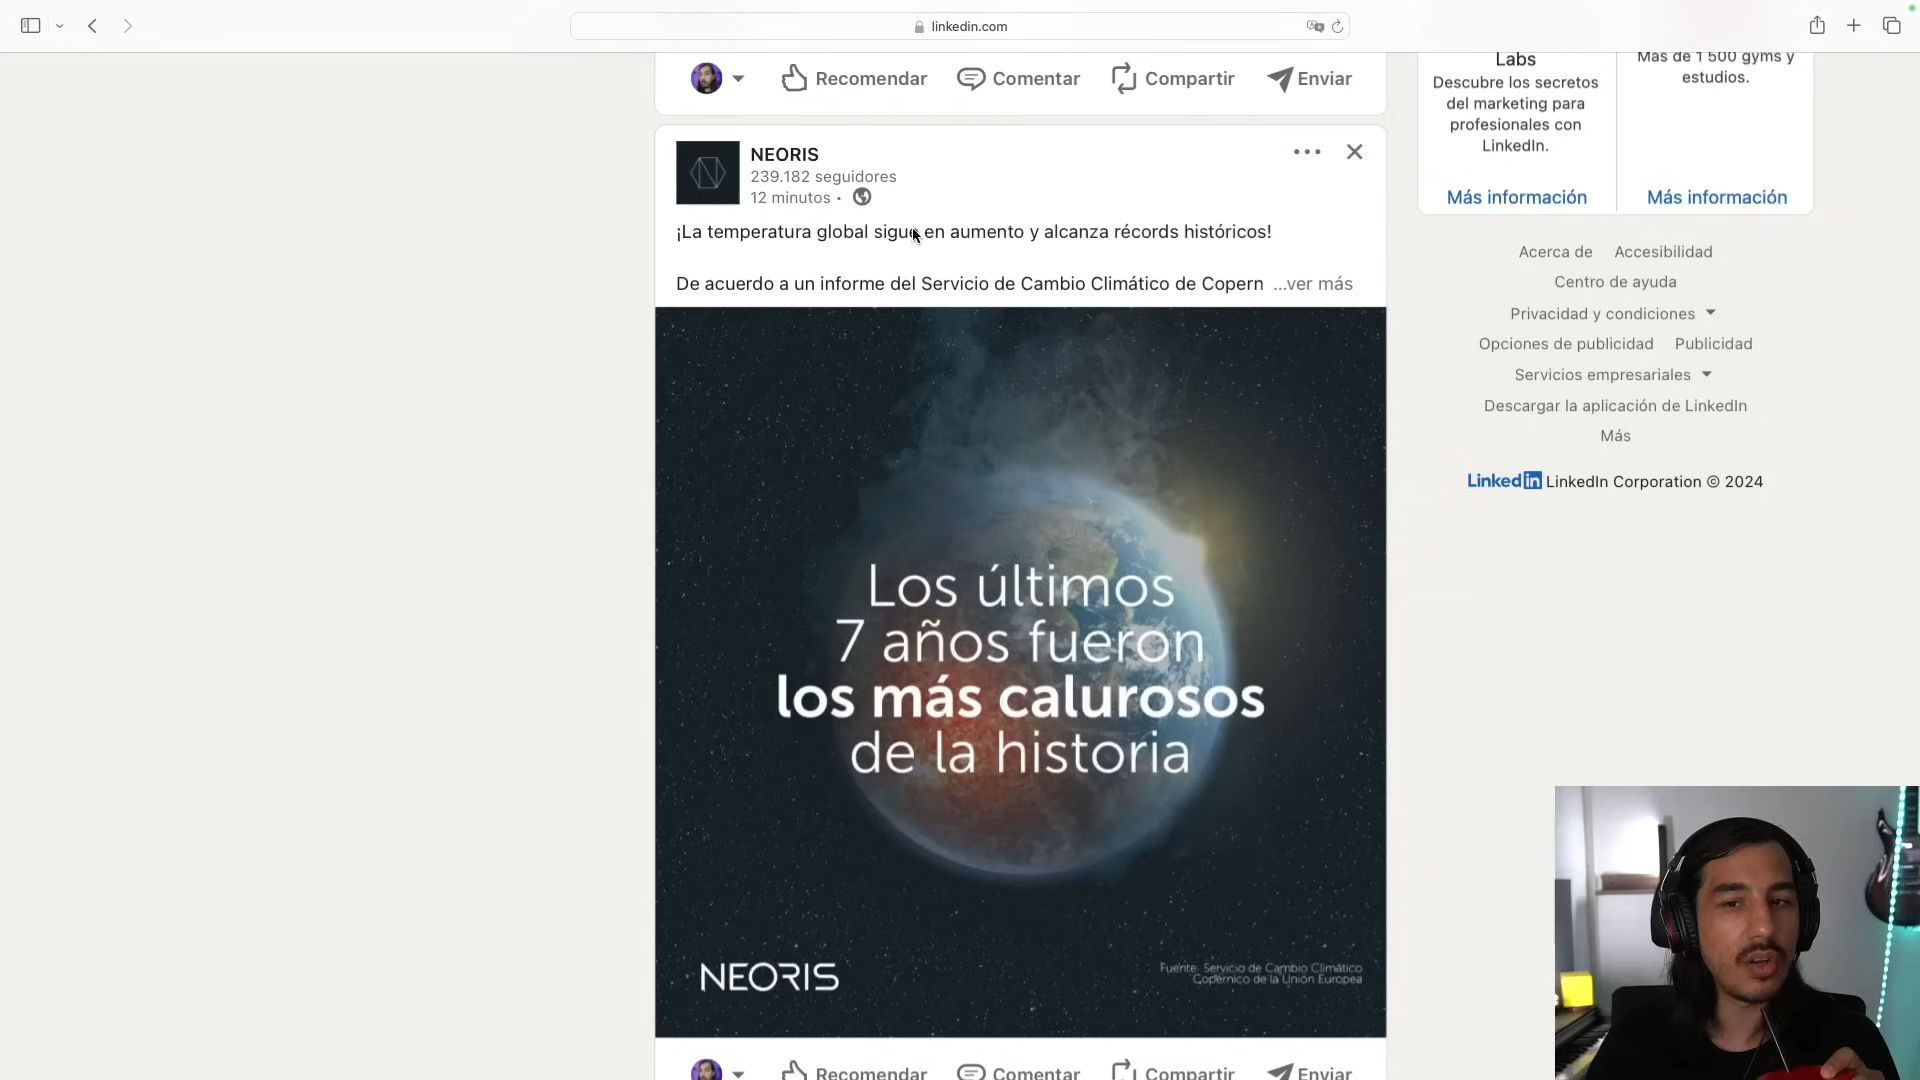 linkedin.com
Recomendar
Comentar
Compartir
Enviar
Labs
Descubre los secretos
del marketing para
profesionales con
LinkedIn.
Más información
Más de 1 500 gyms y
estudios.
Más información
NEORIS
239.182 seguidores
12 minutos •
¡La temperatura global sigue en aumento y alcanza récords históricos!
De acuerdo a un informe del Servicio de Cambio Climático de Copern ...ver más
Los últimos
7 años fueron
los más calurosos
de la historia
NEORIS
Fuente: Servicio de Cambio Climático
Copérnico de la Unión Europea
Acerca de Accesibilidad
Centro de ayuda
Privacidad y condiciones
Opciones de publicidad Publicidad
Servicios empresariales
Descargar la aplicación de LinkedIn
Más
LinkedIn LinkedIn Corporation © 2024
Recomendar
Comentar
Compartir
Enviar